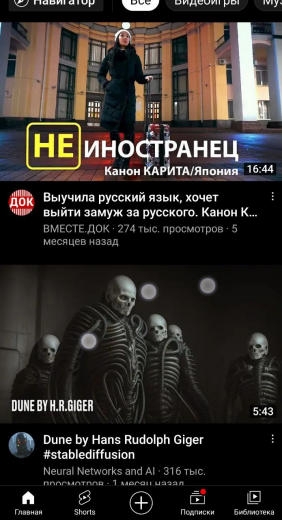 Навигатор Все Видеоигры Муз
НЕ ИНОСТРАНЕЦ
Канон КАРИТА/Япония 16:44
ДОК
Выучила русский язык, хочет
выйти замуж за русского. Канон К...
ВМЕСТЕ.ДОК · 274 тыс. просмотров · 5
месяцев назад
DUNE BY H.R.GIGER
5:43
Dune by Hans Rudolph Giger
#stablediffusion
Neural Networks and AI · 316 тыс.
просмотров · 1 месяц назад
Главная Shorts Подписки Библиотека